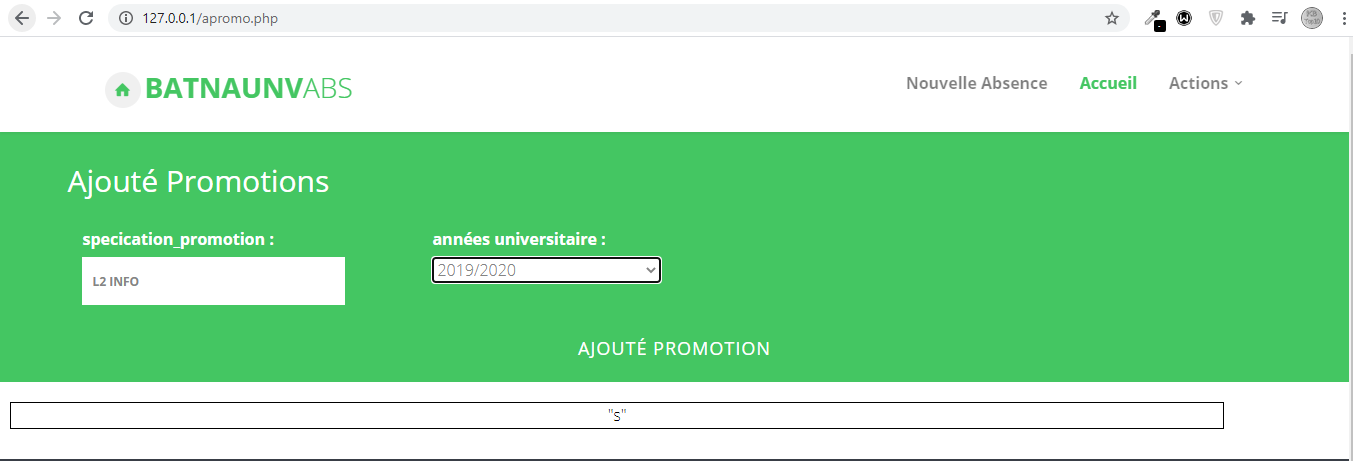 127.0.0.1/apromo.php
BATNAUNVABS
Nouvelle Absence Accueil Actions
Ajouté Promotions
specication_promotion : années universitaire :
L2 INFO 2019/2020
AJOUTÉ PROMOTION
"S"